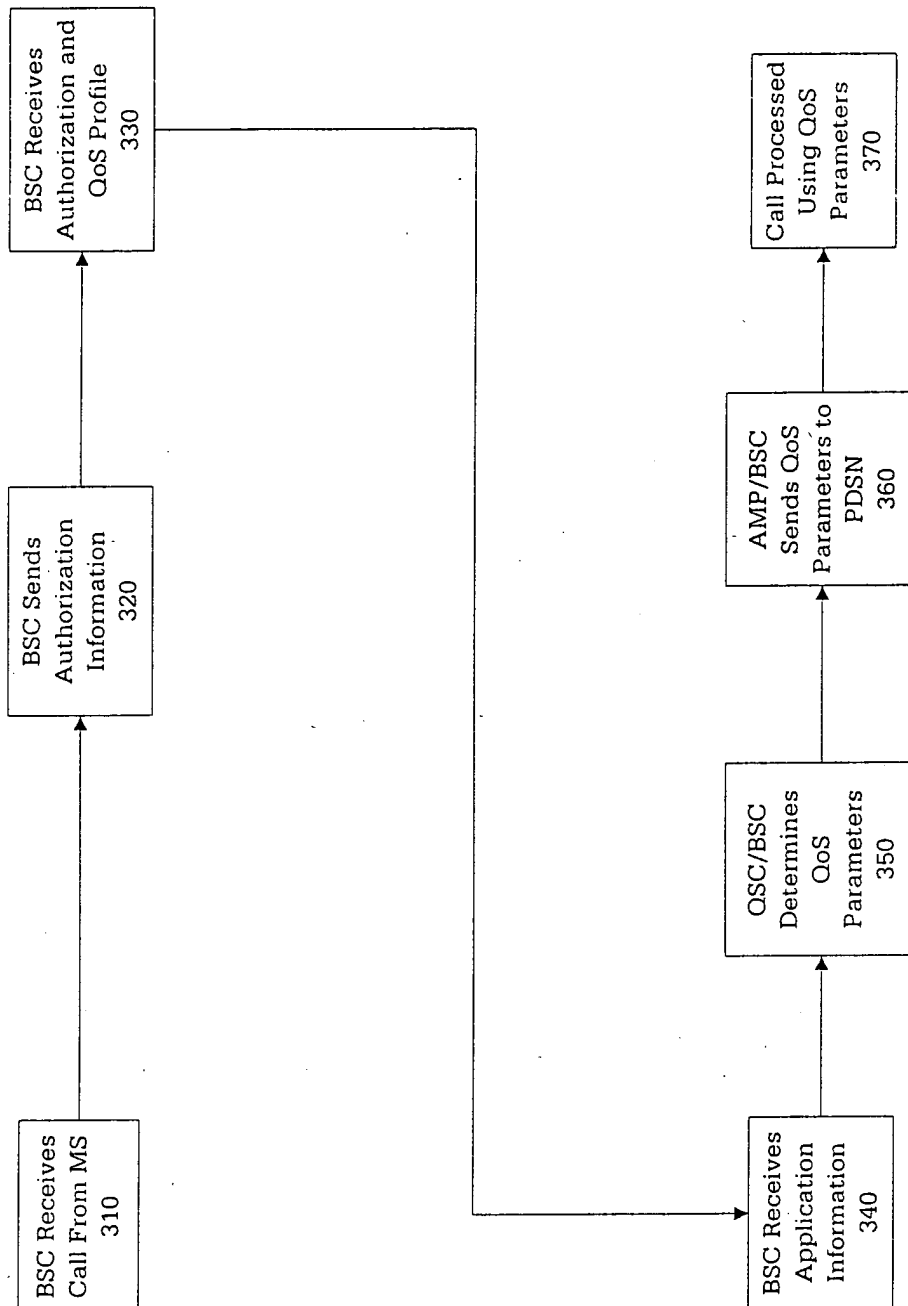 BSC Receives
Call From MS
310
BSC Sends
Authorization
Information
320
BSC Receives
Authorization and
QoS Profile
330
BSC Receives
Application
Information
340
QSC/BSC
Determines
QoS
Parameters
350
AMP/BSC
Sends QoS
Parameters to
PDSN
360
Call Processed
Using QoS
Parameters
370